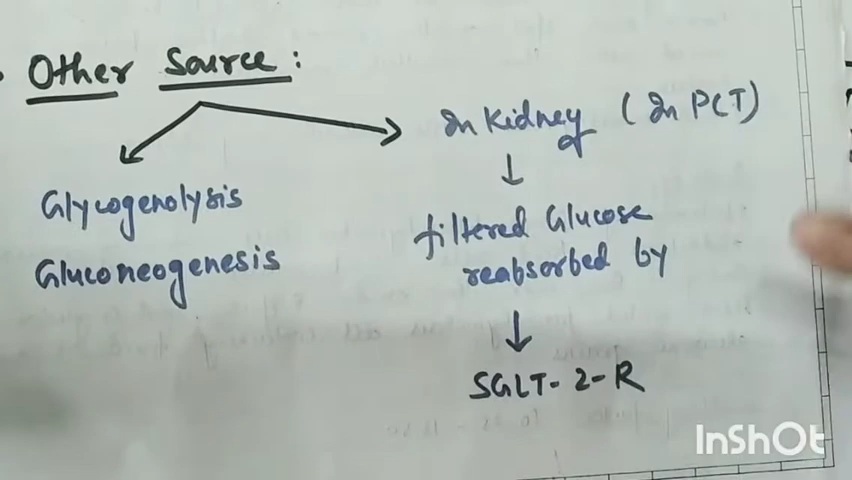 Other Source :
In Kidney ( In PCT)
Glycogenolysis
Gluconeogenesis
filtered Glucose
reabsorbed by
SGLT-2-R
InShOt